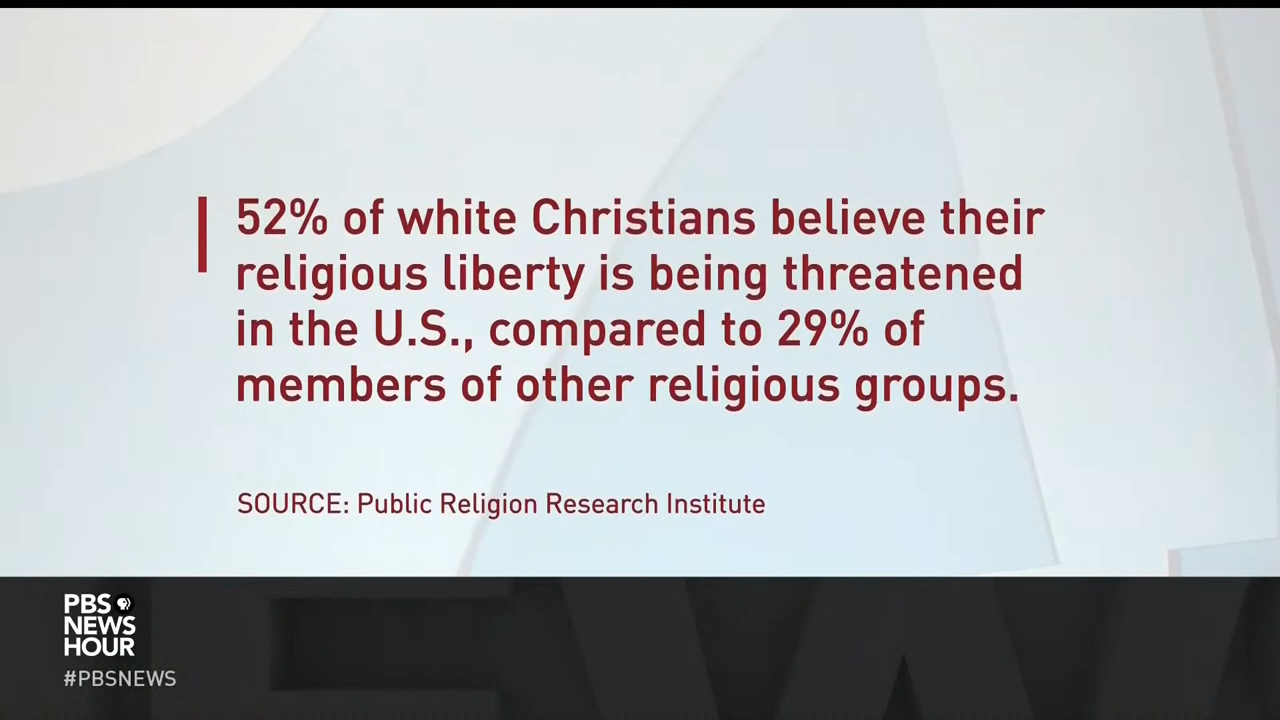 52% of white Christians believe their
religious liberty is being threatened
in the U.S., compared to 29% of
members of other religious groups.
SOURCE: Public Religion Research Institute
PBS
NEWS
HOUR
#PBSNEWS